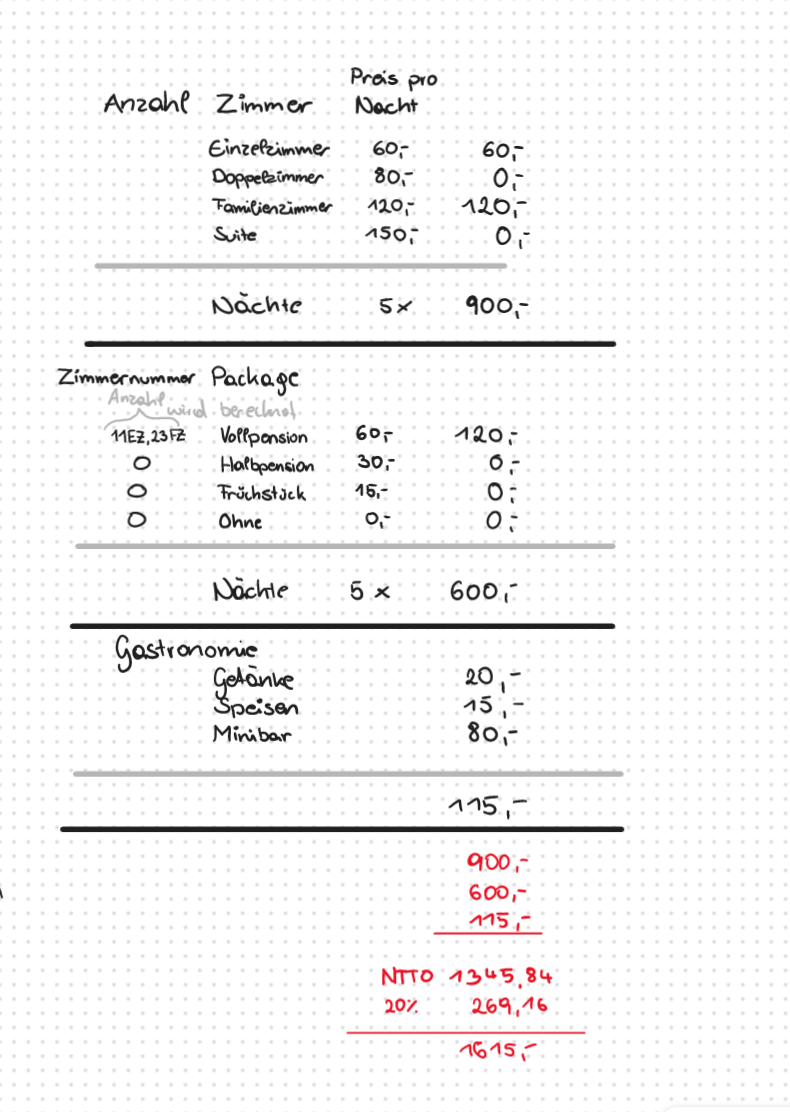 Preis pro
Anzahl Zimmer Nacht
Einzelzimmer 60,- 60,-
Doppelzimmer 80,- 0,-
Familienzimmer 120,- 120,-
Suite 150,- 0,-
Nächte 5x 900,-
Zimmernummer Package
Anzahl wird berechnet
11EZ, 23FZ Vollpension 60,- 120,-
0 Halbpension 30,- 0,-
0 Früchstück 15,- 0,-
0 Ohne 0,- 0,-
Nächte 5x 600,-
Gastronomie
Getänke 20,-
Speisen 15,-
Minibar 80,-
115,-
900,-
600,-
115,-
NTTO 1345,84
20% 269,16
1615,-